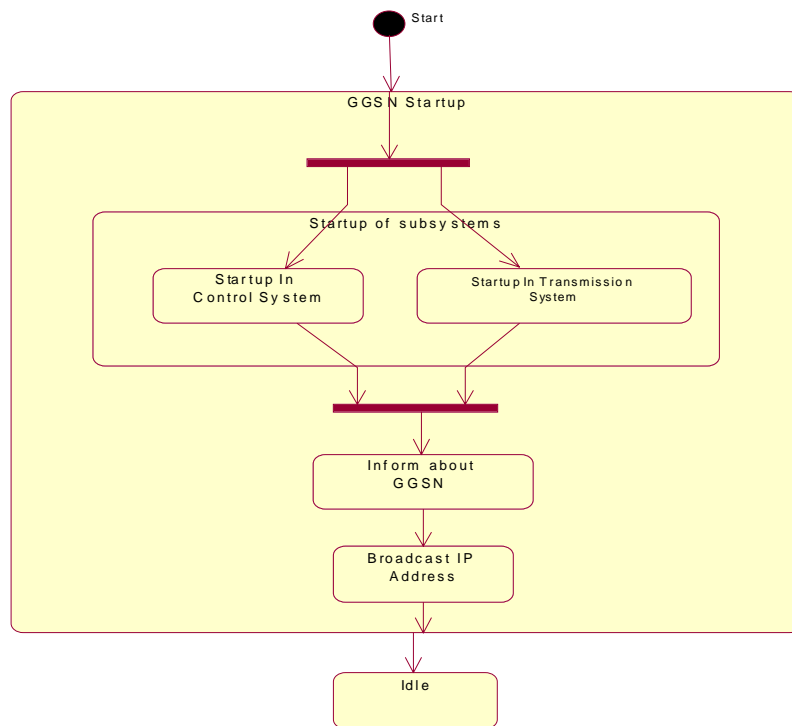 Start
GGSN Startup
Startup of subsystems
Startup In
Control System
Startup In Transmission
System
Inform about
GGSN
Broadcast IP
Address
Idle